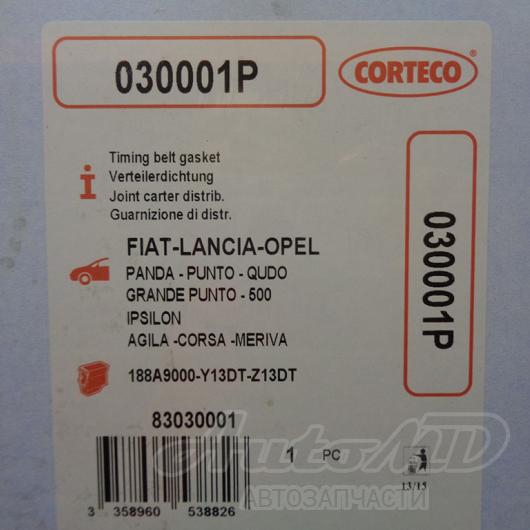 030001P
CORTECO®
Timing belt gasket
Verteilerdichtung
Joint carter distrib.
Guarnizione di distr.
030001P
FIAT-LANCIA-OPEL
PANDA - PUNTO - QUDO
GRANDE PUNTO - 500
IPSILON
AGILA -CORSA -MERIVA
188A9000-Y13DT-Z13DT
83030001
1 PC
13/15
3 358960 538826
AutoMD
АВТОЗАПЧАСТИ